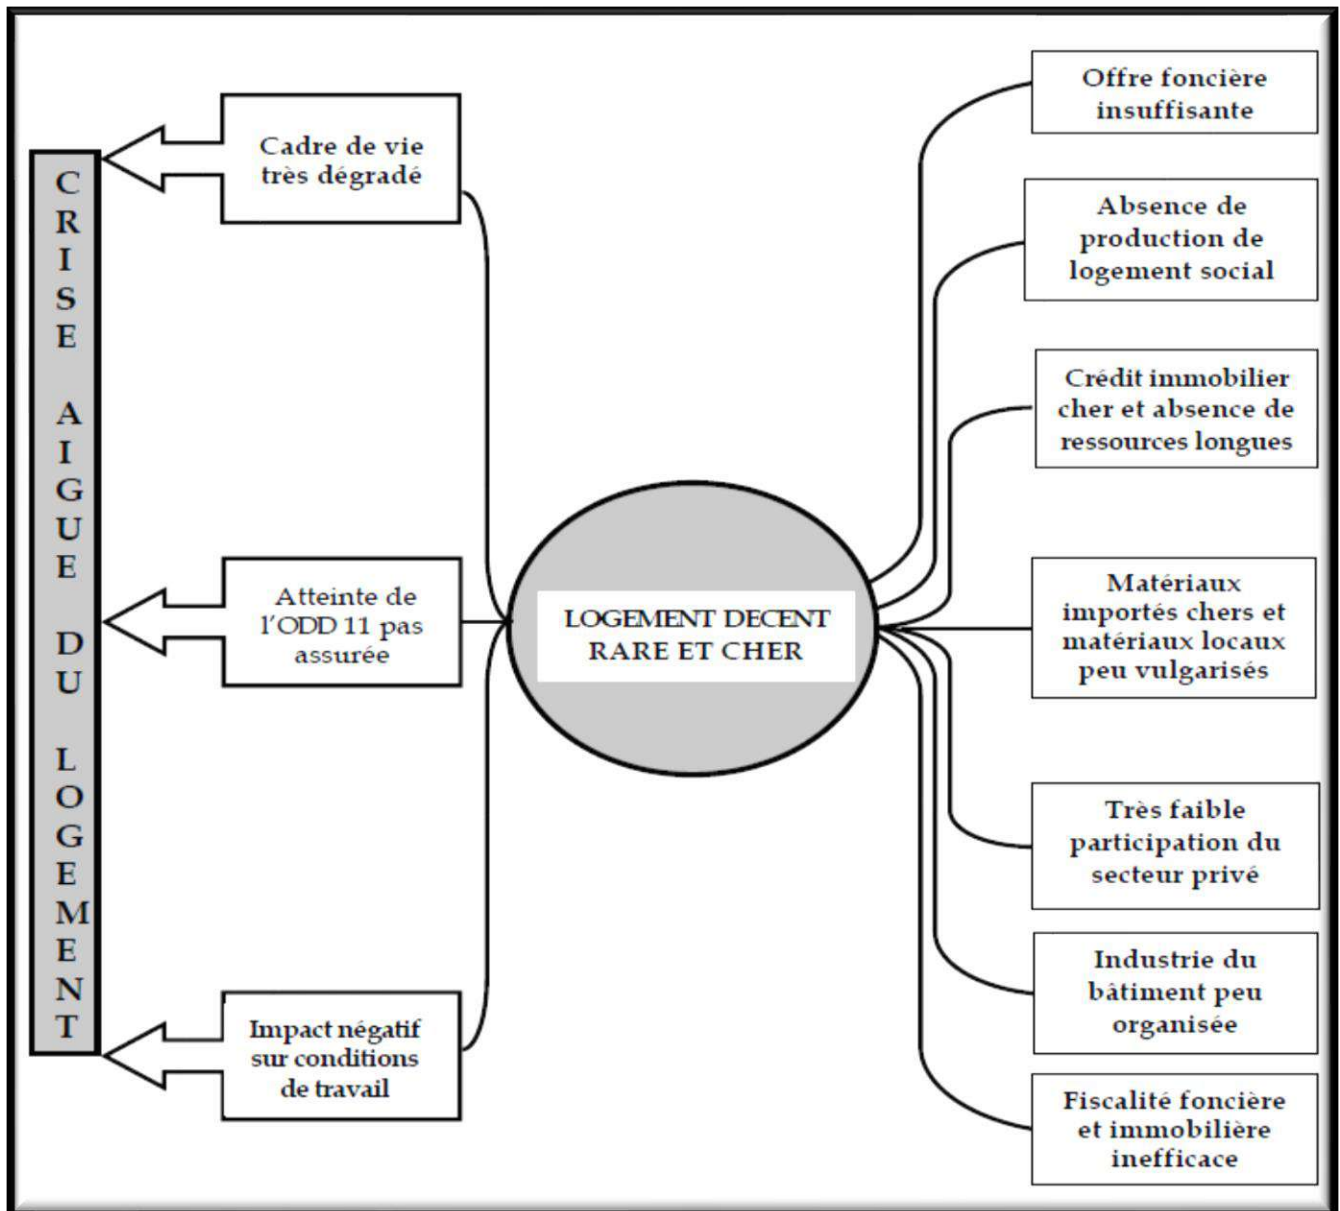 CRISE AIGUE DU LOGEMENT
Cadre de vie
très dégradé
Atteinte de
l'ODD 11 pas
assurée
Impact négatif
sur conditions
de travail
LOGEMENT DECENT
RARE ET CHER
Offre foncière
insuffisante
Absence de
production de
logement social
Crédit immobilier
cher et absence de
ressources longues
Matériaux
importés chers et
matériaux locaux
peu vulgarisés
Très faible
participation du
secteur privé
Industrie du
bâtiment peu
organisée
Fiscalité foncière
et immobilière
inefficace